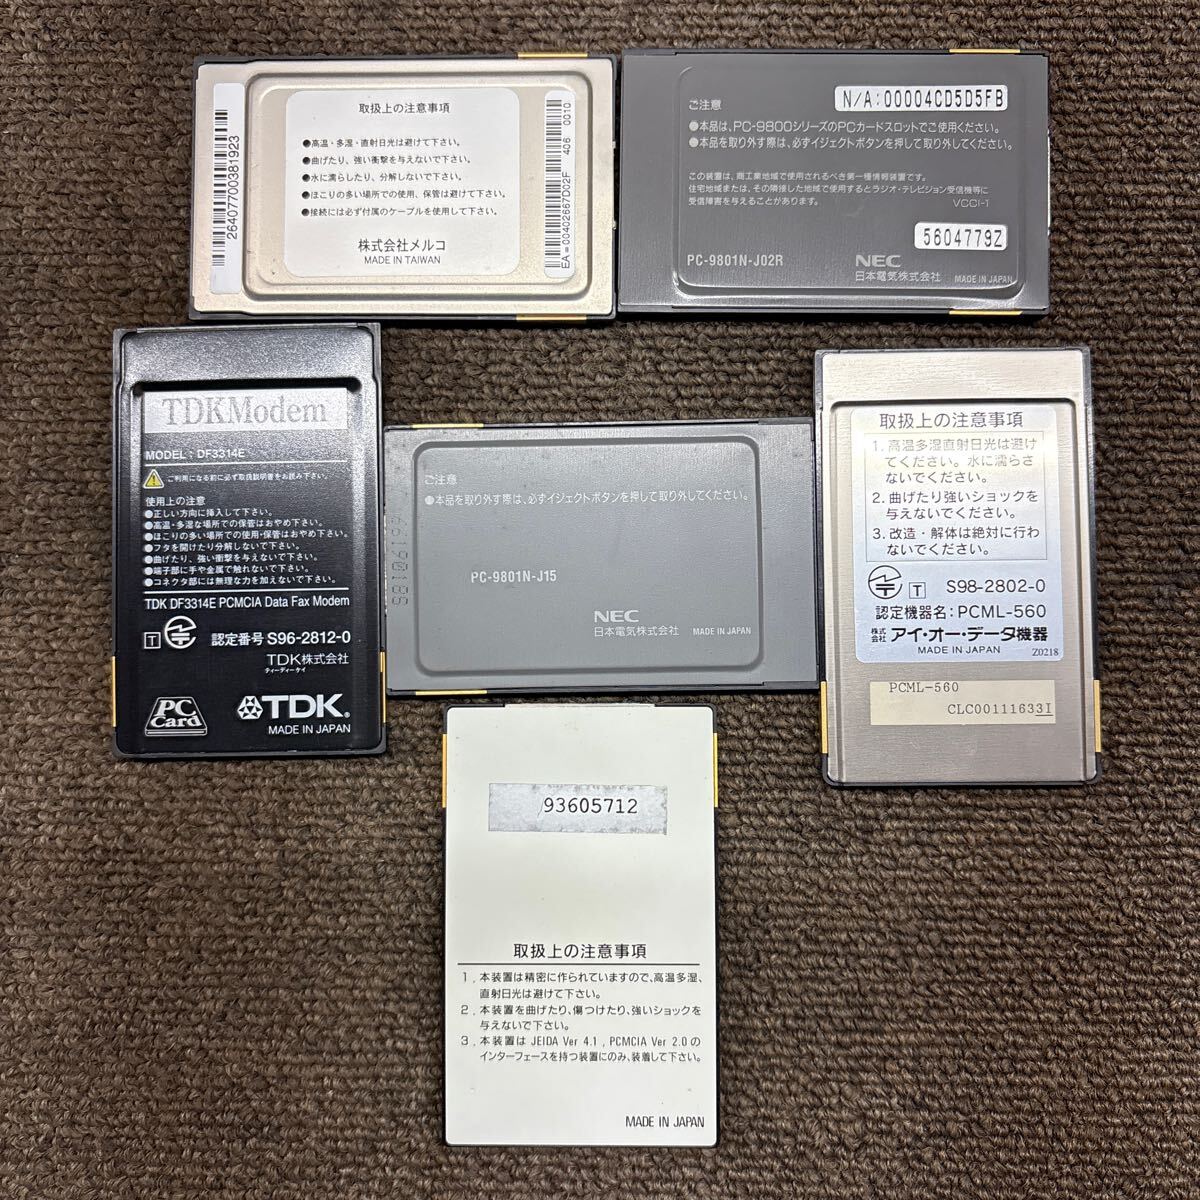 取扱上の注意事項
●高温・多湿・直射日光は避けて下さい。
●曲げたり、強い衝撃を与えないで下さい。
●水に濡らしたり、分解しないで下さい。
●ほこりの多い場所での使用、保管は避けて下さい。
●接続には必ず付属のケーブルを使用して下さい。
株式会社メルコ
MADE IN TAIWAN
26407700381923
EA=00402667D02F 406 0010
N/A:00004CD5D5FB
ご注意
●本品は、PC-9800シリーズのPCカードスロットでご使用ください。
●本品を取り外す際は、必ずイジェクトボタンを押して取り外してください。
この装置は、商工業地域で使用されるべき第一種情報装置です。
住宅地域または、その隣接した地域で使用するとラジオ・テレビジョン受信機等に
受信障害を与えることがあります。
VCCI-1
5604779Z
PC-9801N-J02R
NEC
日本電気株式会社 MADE IN JAPAN
TDKModem
MODEL : DF3314E
ご利用になる前に必ず取扱説明書をお読み下さい。
使用上の注意
●正しい方向に挿入して下さい。
●高温・多湿な場所での保管はおやめ下さい。
●ほこりの多い場所での使用・保管はおやめ下さい。
●フタを開けたり分解しないで下さい。
●曲げたり、強い衝撃を与えないで下さい。
●端子部に手や金属で触れないで下さい。
●コネクタ部には無理な力を加えないで下さい。
TDK DF3314E PCMCIA Data Fax Modem
T 認定番号 S96-2812-0
TDK株式会社
ティーディーケイ
PC Card
TDK.
MADE IN JAPAN
ご注意
●本品を取り外す際は、必ずイジェクトボタンを押して取り外してください。
PC-9801N-J15
NEC
日本電気株式会社 MADE IN JAPAN
取扱上の注意事項
1. 高温多湿直射日光は避け
てください。水に濡らさ
ないでください。
2. 曲げたり強いショックを
与えないでください。
3. 改造・解体は絶対に行わ
ないでください。
T S98-2802-0
認定機器名: PCML-560
株式会社 アイ・オー・データ機器
MADE IN JAPAN Z0218
PCML-560
CLC00111633I
93605712
取扱上の注意事項
1. 本装置は精密に作られていますので、高温多湿、
直射日光は避けて下さい。
2. 本装置を曲げたり、傷つけたり、強いショックを
与えないで下さい。
3. 本装置は JEIDA Ver 4.1 , PCMCIA Ver 2.0 の
インターフェースを持つ装置にのみ、装着して下さい。
MADE IN JAPAN